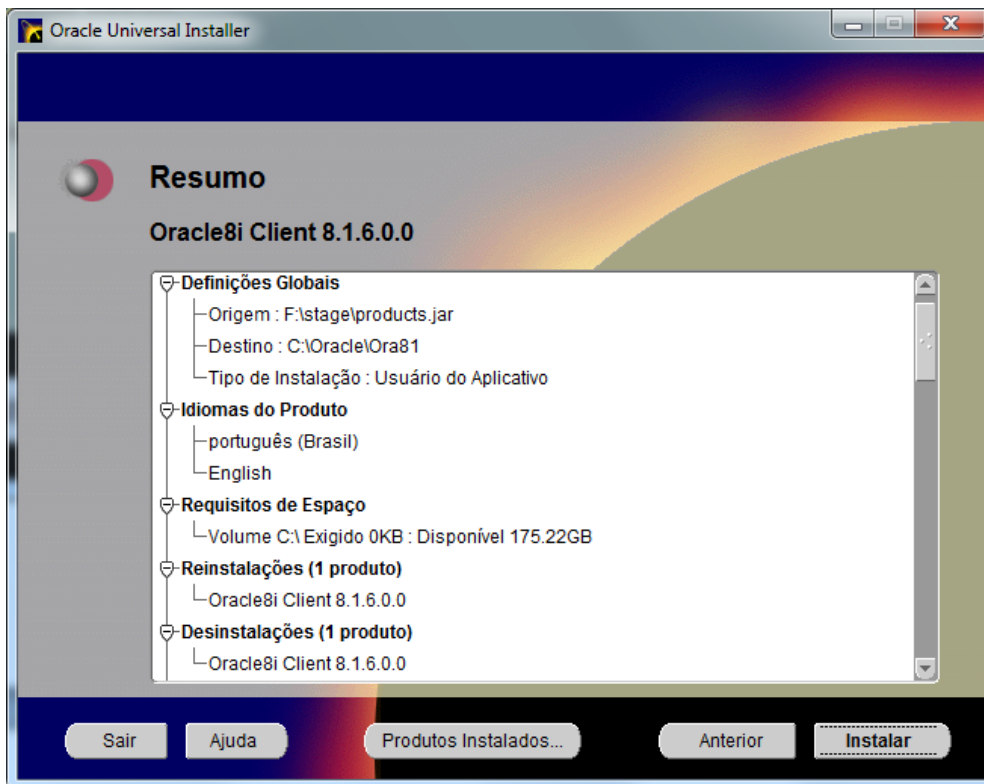 Oracle Universal Installer
Resumo
Oracle8i Client 8.1.6.0.0
Definições Globais
Origem : F:\stage\products.jar
Destino : C:\Oracle\Ora81
Tipo de Instalação : Usuário do Aplicativo
Idiomas do Produto
português (Brasil)
English
Requisitos de Espaço
Volume C:\ Exigido 0KB : Disponível 175.22GB
Reinstalações (1 produto)
Oracle8i Client 8.1.6.0.0
Desinstalações (1 produto)
Oracle8i Client 8.1.6.0.0
Sair Ajuda Produtos Instalados... Anterior Instalar